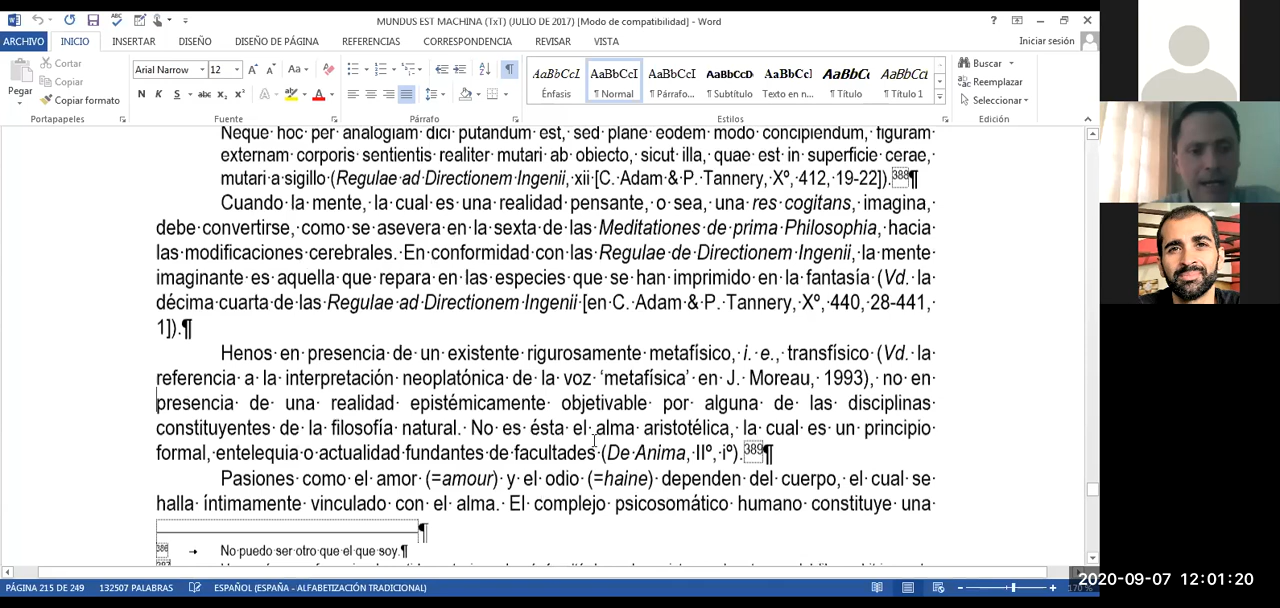 MUNDUS EST MACHINA (TxT) (JULIO DE 2017) [Modo de compatibilidad] - Word
ARCHIVO INICIO INSERTAR DISEÑO DISEÑO DE PÁGINA REFERENCIAS CORRESPONDENCIA REVISAR VISTA Iniciar sesión
Pegar
Cortar
Copiar
Copiar formato
Portapapeles
Arial Narrow 12
N K S abc x₂ x²
Fuente
Párrafo
AaBbCcI AaBbCcI AaBbCcI AaBbCcD AaBbCcI AaBbC AaBbCcI
Énfasis ¶ Normal ¶ Párrafo... ¶ Subtítulo Texto en n... ¶ Título ¶ Título 1
Estilos
Buscar
Reemplazar
Seleccionar
Edición
Neque hoc per analogiam dici putandum est, sed plane eodem modo concipiendum, figuram
externam corporis sentientis realiter mutari ab obiecto, sicut illa, quae est in superficie cerae,
mutari a sigillo (Regulae ad Directionem Ingenii, xii [C. Adam & P. Tannery, Xº, 412, 19-22]).388¶
Cuando la mente, la cual es una realidad pensante, o sea, una res cogitans, imagina,
debe convertirse, como se asevera en la sexta de las Meditationes de prima Philosophia, hacia
las modificaciones cerebrales. En conformidad con las Regulae de Directionem Ingenii, la mente
imaginante es aquella que repara en las especies que se han imprimido en la fantasía (Vd. la
décima cuarta de las Regulae ad Directionem Ingenii [en C. Adam & P. Tannery, Xº, 440, 28-441,
1]).¶
Henos en presencia de un existente rigurosamente metafísico, i. e., transfísico (Vd. la
referencia a la interpretación neoplatónica de la voz ‘metafísica’ en J. Moreau, 1993), no en
presencia de una realidad epistémicamente objetivable por alguna de las disciplinas
constituyentes de la filosofía natural. No es ésta el alma aristotélica, la cual es un principio
formal, entelequia o actualidad fundantes de facultades (De Anima, IIº, iº).389¶
Pasiones como el amor (=amour) y el odio (=haine) dependen del cuerpo, el cual se
halla íntimamente vinculado con el alma. El complejo psicosomático humano constituye una
¶
386 → No puedo ser otro que el que soy.¶
PÁGINA 215 DE 249 132507 PALABRAS ESPAÑOL (ESPAÑA - ALFABETIZACIÓN TRADICIONAL) 170 %
2020-09-07 12:01:20